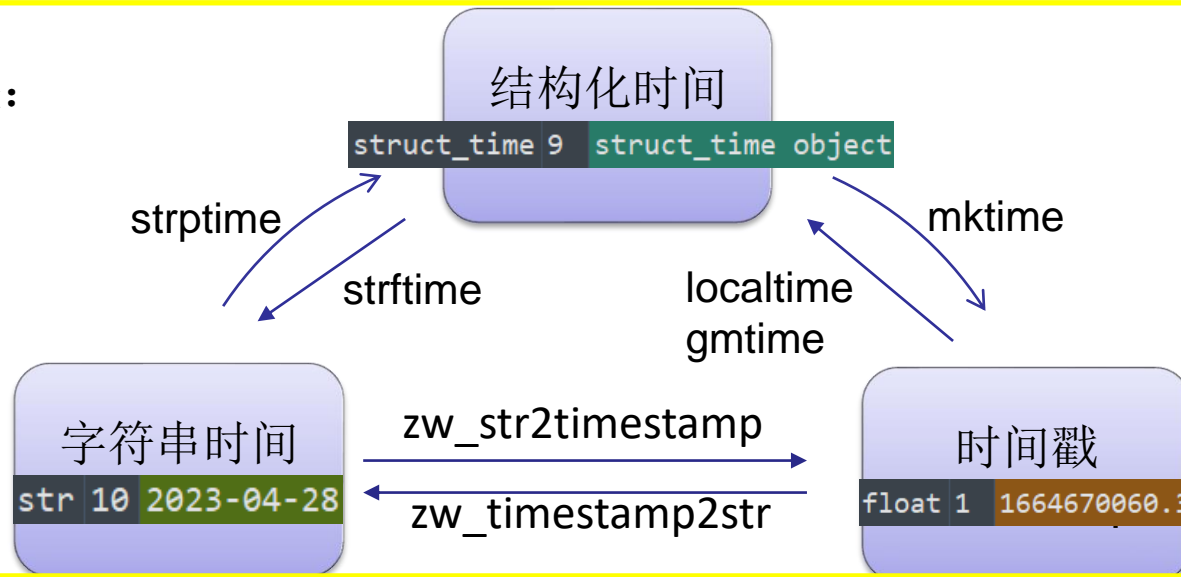 结构化时间
:
struct_time 9 struct_time object
strptime
mktime
strftime
localtime
gmtime
字符串时间
zw_str2timestamp
时间戳
str 10 2023-04-28
float 1 1664670060.3
zw_timestamp2str